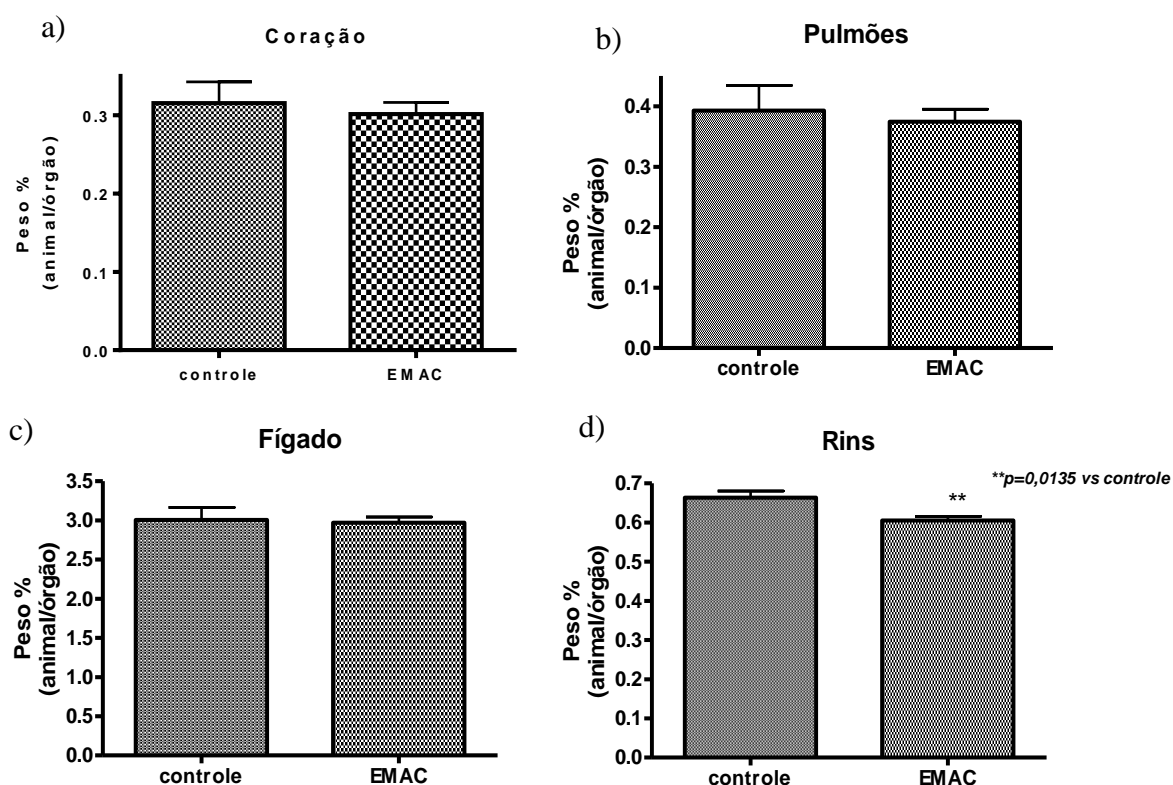 a)
Coração
Peso %
(animal/órgão)
0.3
0.2
0.1
0.0
controle
EMAC
b)
Pulmões
Peso %
(animal/órgão)
0.4
0.3
0.2
0.1
0.0
controle
EMAC
c)
Fígado
Peso %
(animal/órgão)
3.5
3.0
2.5
2.0
1.5
1.0
0.5
0.0
controle
EMAC
d)
Rins
**p=0,0135 vs controle
**
Peso %
(animal/órgão)
0.7
0.6
0.5
0.4
0.3
0.2
0.1
0.0
controle
EMAC